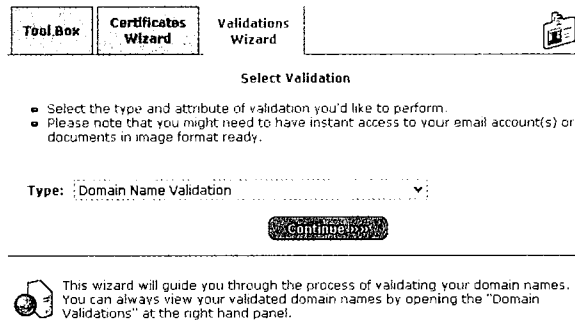 Tool Box
Certificates Wizard
Validations Wizard
Select Validation
Select the type and attribute of validation you'd like to perform.
Please note that you might need to have instant access to your email account(s) or
documents in image format ready.
Type: Domain Name Validation
Continue »»
This wizard will guide you through the process of validating your domain names.
You can always view your validated domain names by opening the "Domain
Validations" at the right hand panel.